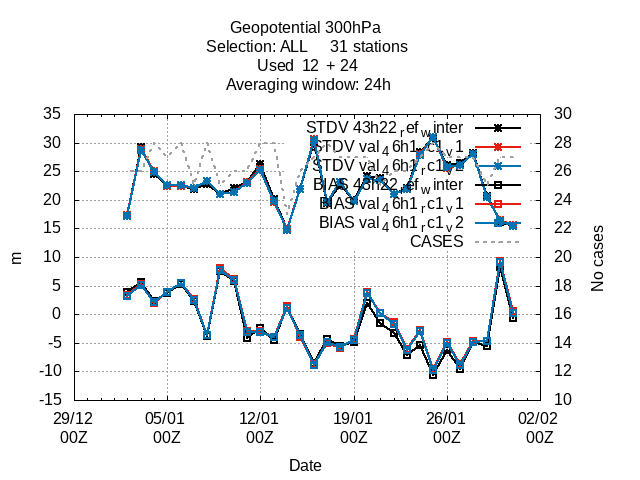 Geopotential 300hPa
Selection: ALL 31 stations
Used 12 + 24
Averaging window: 24h
35
30
25
20
15
10
5
0
-5
-10
-15
m
30
28
26
24
22
20
18
16
14
12
10
No cases
STDV 43h22_ref_winter
STDV val_46h1_rc1_v1
STDV val_46h1_rc1_v2
BIAS 43h22_ref_winter
BIAS val_46h1_rc1_v1
BIAS val_46h1_rc1_v2
CASES
29/12 05/01 12/01 19/01 26/01 02/02
00Z 00Z 00Z 00Z 00Z 00Z
Date